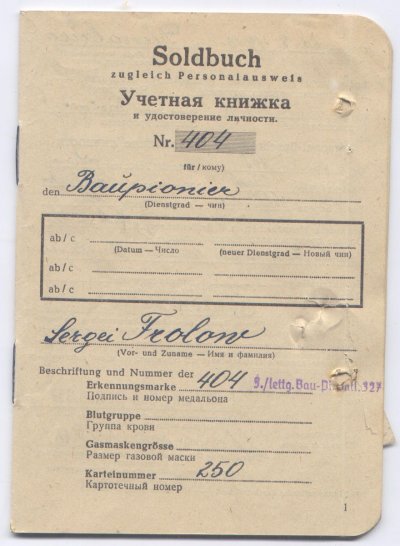 Soldbuch
zugleich Personalausweis
Учетная книжка
и удостоверение личности.
Nr. 404
für / кому)
den Baupionier
(Dienstgrad — чин)
ab/с
(Datum — Число (neuer Dienstgrad — Новый чин)
ab/с
ab/с
Sergei Frolow
(Vor- und Zuname — Имя и фамилия)
Beschriftung und Nummer der
Erkennungsmarke 404
Подпись и номер медальона
Blutgruppe
Группа крови
Gasmaskengrösse
Размер газовой маски
Karteinummer 250
Картотечный номер
1